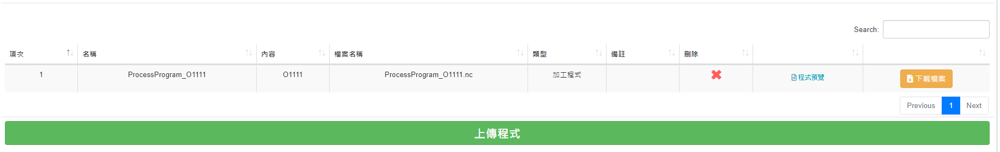 Search:
項次 名稱 內容 檔案名稱 類型 備註 刪除
1 ProcessProgram_O1111 O1111 ProcessProgram_O1111.nc 加工程式 程式預覽 下載檔案
Previous 1 Next
上傳程式